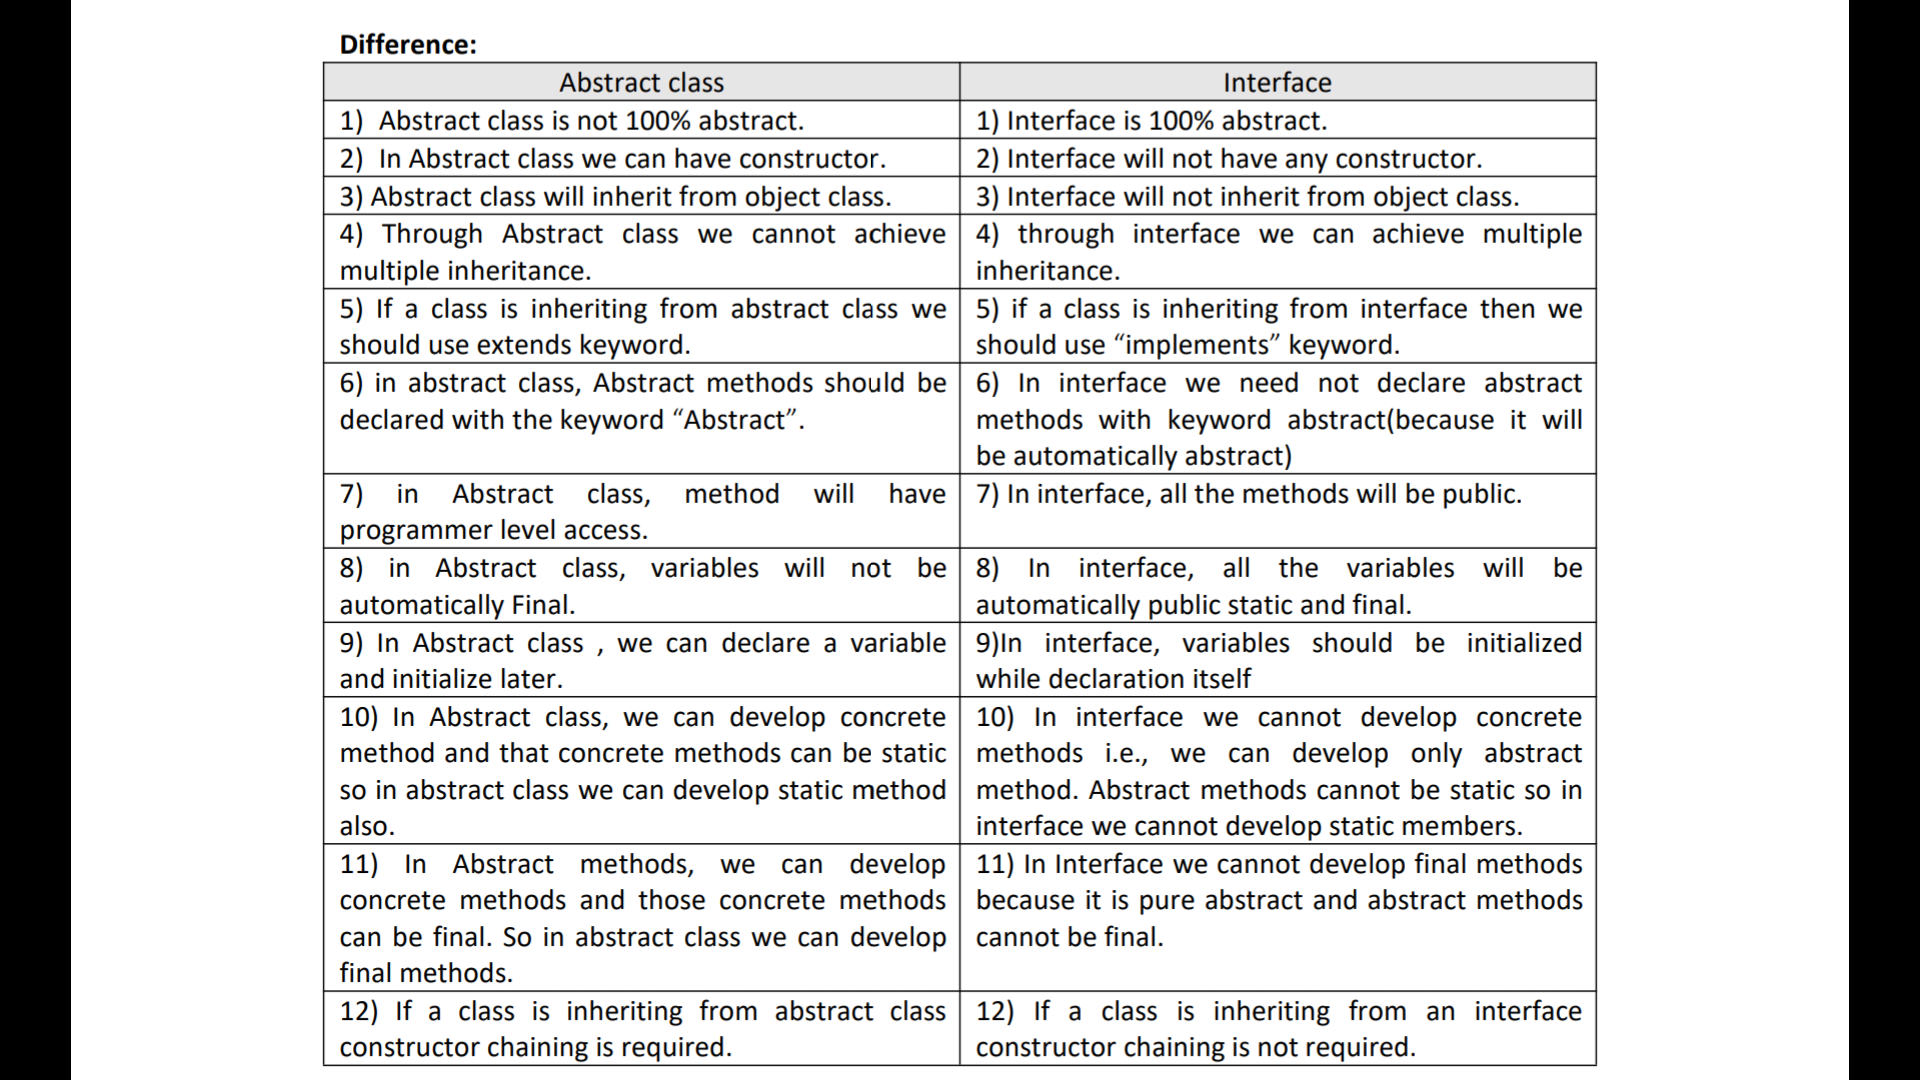 Difference:
Abstract class
Interface
1) Abstract class is not 100% abstract.
1) Interface is 100% abstract.
2) In Abstract class we can have constructor.
2) Interface will not have any constructor.
3) Abstract class will inherit from object class.
3) Interface will not inherit from object class.
4) Through Abstract class we cannot achieve
multiple inheritance.
4) through interface we can achieve multiple
inheritance.
5) If a class is inheriting from abstract class we
should use extends keyword.
5) if a class is inheriting from interface then we
should use “implements” keyword.
6) in abstract class, Abstract methods should be
declared with the keyword “Abstract”.
6) In interface we need not declare abstract
methods with keyword abstract(because it will
be automatically abstract)
7) in Abstract class, method will have
programmer level access.
7) In interface, all the methods will be public.
8) in Abstract class, variables will not be
automatically Final.
8) In interface, all the variables will be
automatically public static and final.
9) In Abstract class , we can declare a variable
and initialize later.
9)In interface, variables should be initialized
while declaration itself
10) In Abstract class, we can develop concrete
method and that concrete methods can be static
so in abstract class we can develop static method
also.
10) In interface we cannot develop concrete
methods i.e., we can develop only abstract
method. Abstract methods cannot be static so in
interface we cannot develop static members.
11) In Abstract methods, we can develop
concrete methods and those concrete methods
can be final. So in abstract class we can develop
final methods.
11) In Interface we cannot develop final methods
because it is pure abstract and abstract methods
cannot be final.
12) If a class is inheriting from abstract class
constructor chaining is required.
12) If a class is inheriting from an interface
constructor chaining is not required.